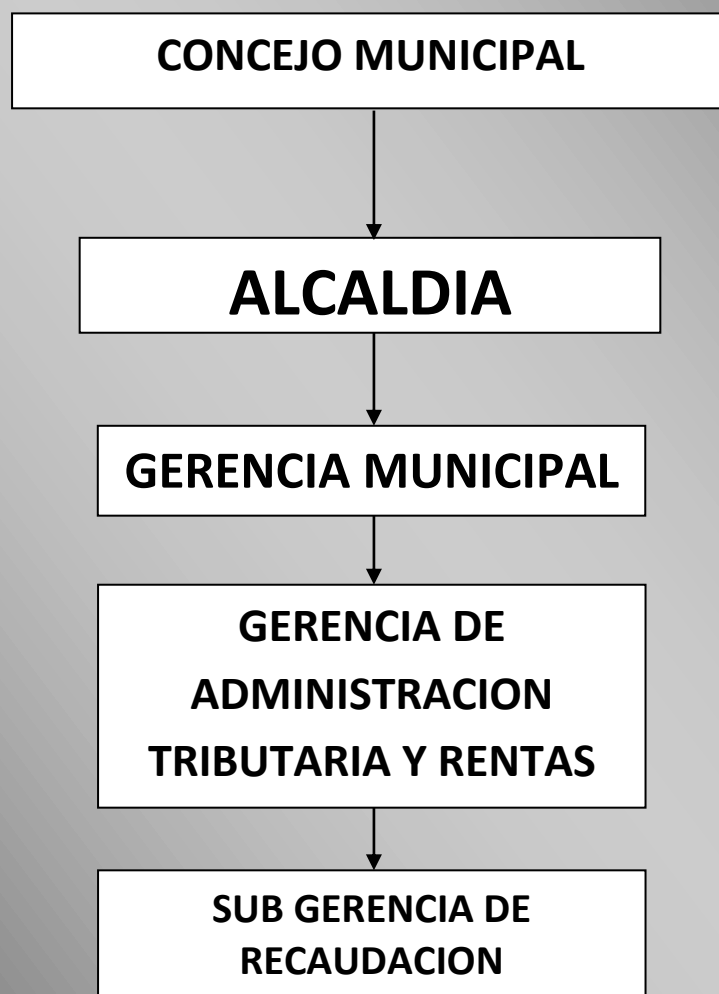 CONCEJO MUNICIPAL
ALCALDIA
GERENCIA MUNICIPAL
GERENCIA DE
ADMINISTRACION
TRIBUTARIA Y RENTAS
SUB GERENCIA DE
RECAUDACION